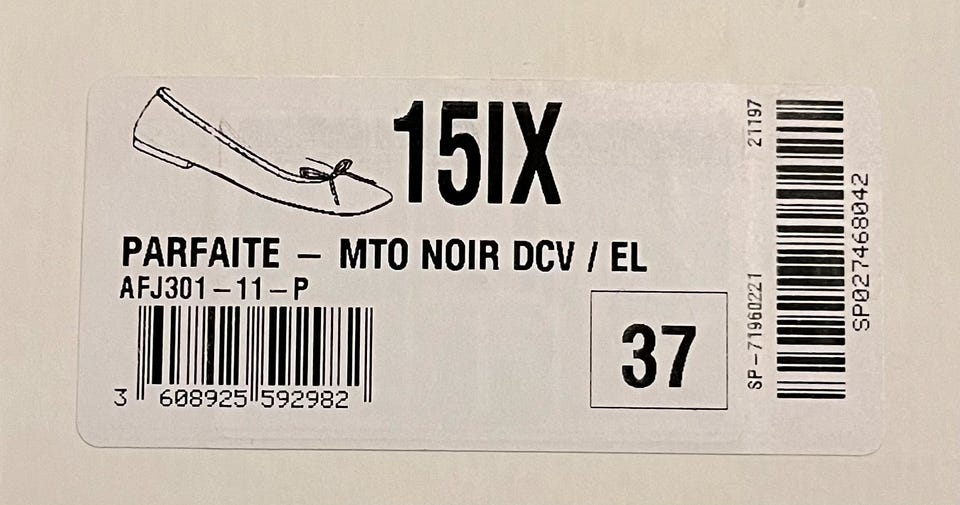 15IX
PARFAITE – MTO NOIR DCV / EL
AFJ301–11–P
3 608925 592982
37
SP–71960221 21197
SP027468042